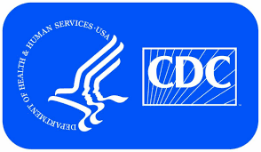 DEPARTMENT OF HEALTH & HUMAN SERVICES·USA
CDC